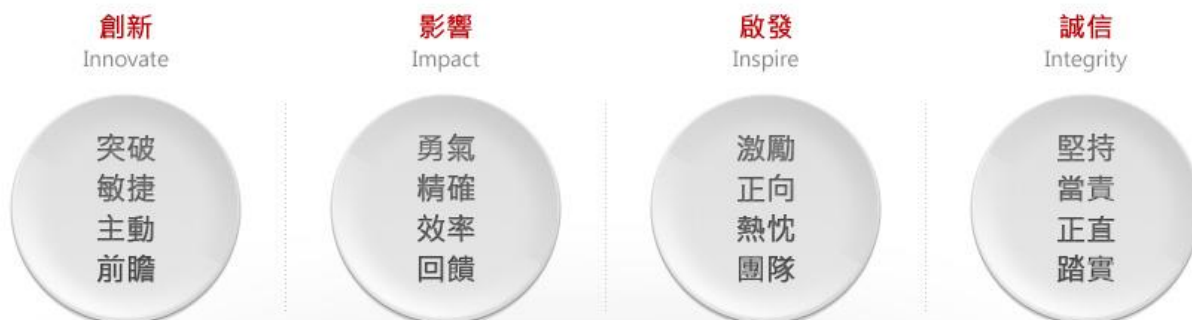 創新
Innovate
突破
敏捷
主動
前瞻
影響
Impact
勇氣
精確
效率
回饋
啟發
Inspire
激勵
正向
熱忱
團隊
誠信
Integrity
堅持
當責
正直
踏實